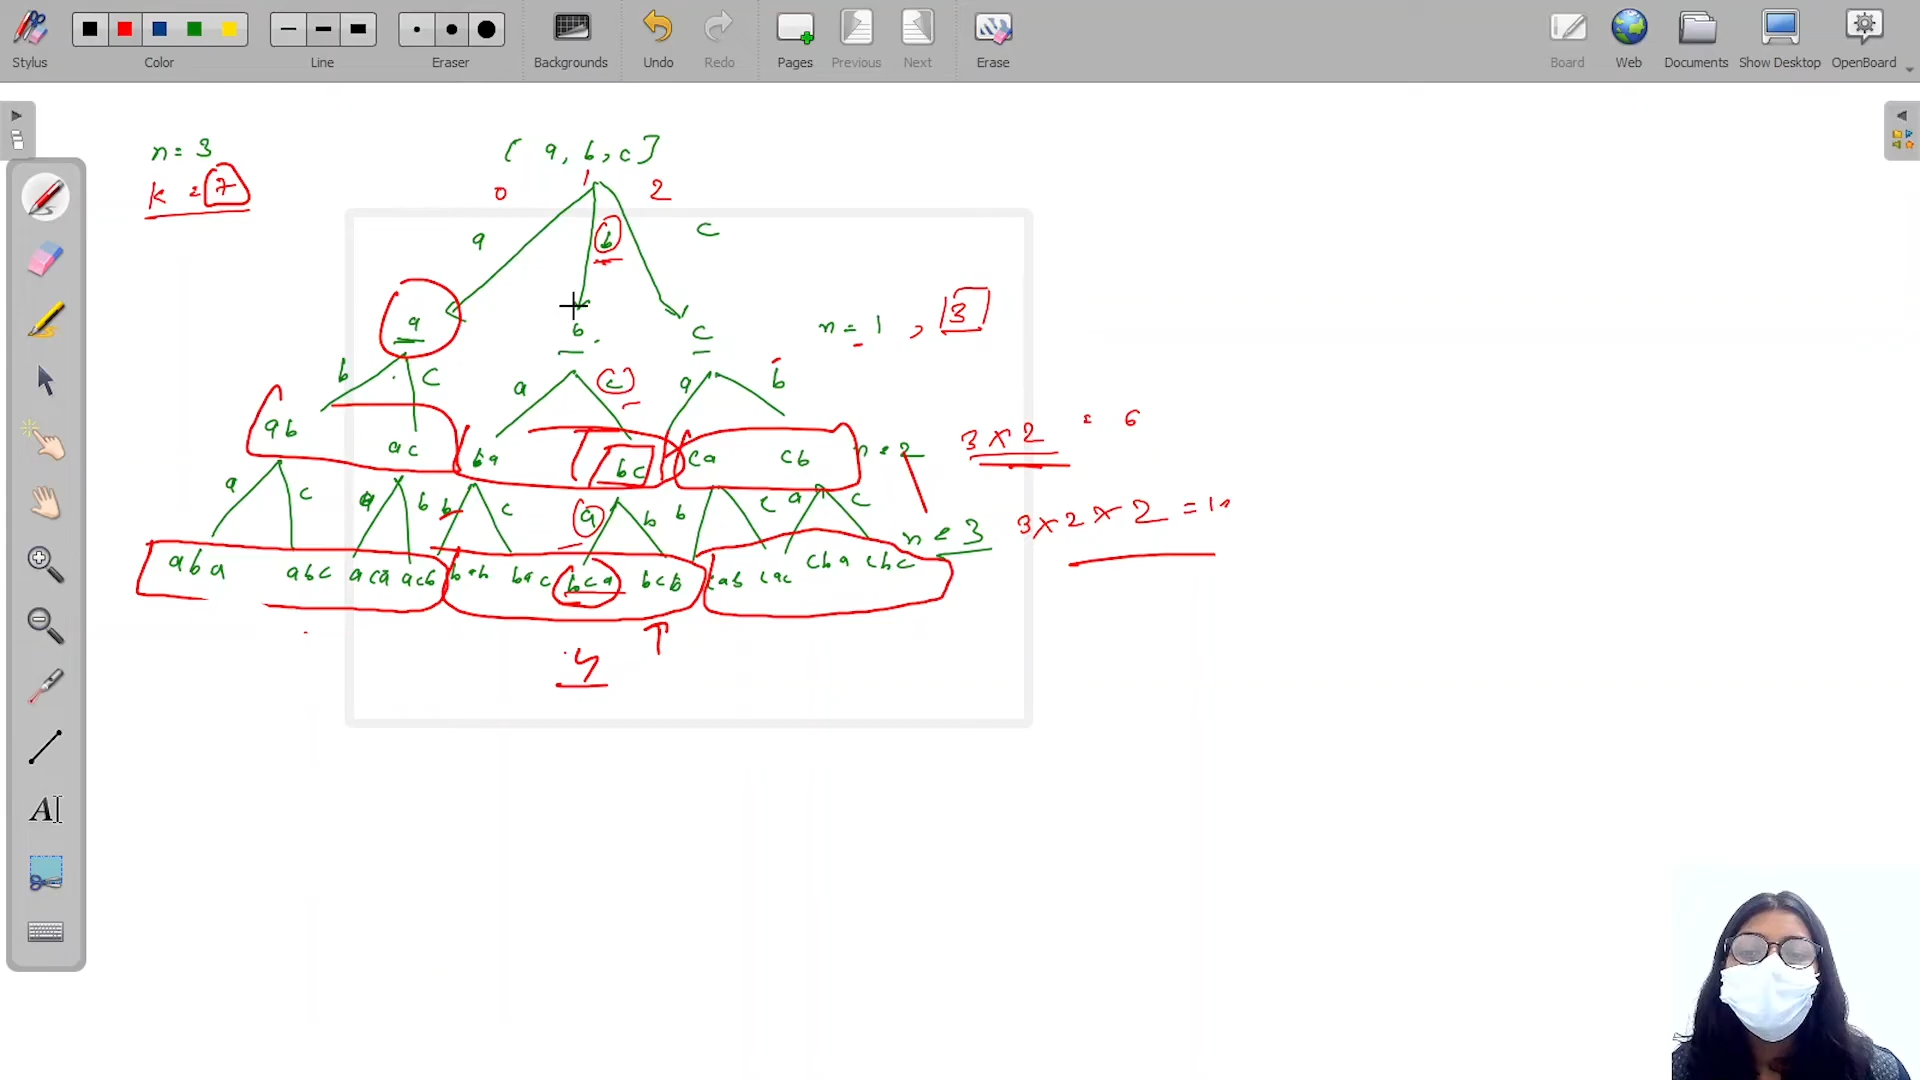 Stylus Color Line Eraser Backgrounds Undo Redo Pages Previous Next Erase Board Web Documents Show Desktop OpenBoard
n = 3
[ a, b, c ]
k = 7
0 1 2
a b c
a b c
n = 1 , 3
b c a c a b
3 x 2 = 6
ab ac ba bc ca cb n = 2
a c a b b c a b b c a c
n = 3
3 x 2 x 2 =
aba abc aca acb bab bac bca bcb cab cac cba cbc
4
AI